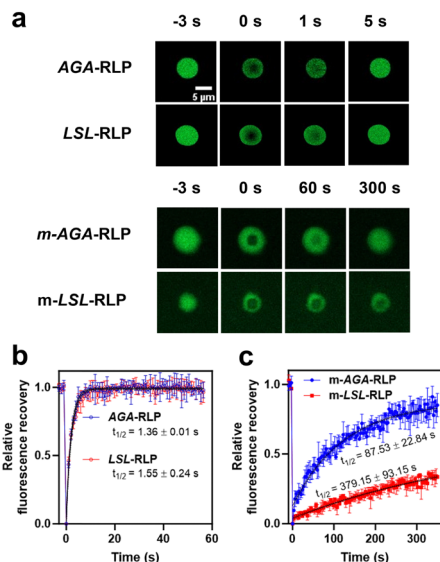 a
-3 s 0 s 1 s 5 s
AGA-RLP
5 µm
LSL-RLP
-3 s 0 s 60 s 300 s
m-AGA-RLP
m-LSL-RLP
b
Relative
fluorescence recovery
1.0
0.5
0.0
AGA-RLP
t1/2 = 1.36 ± 0.01 s
LSL-RLP
t1/2 = 1.55 ± 0.24 s
0 20 40 60
Time (s)
c
Relative
fluorescence recovery
m-AGA-RLP
m-LSL-RLP
1.0
0.5
0.0
t1/2 = 87.53 ± 22.84 s
t1/2 = 379.15 ± 93.15 s
0 100 200 300
Time (s)